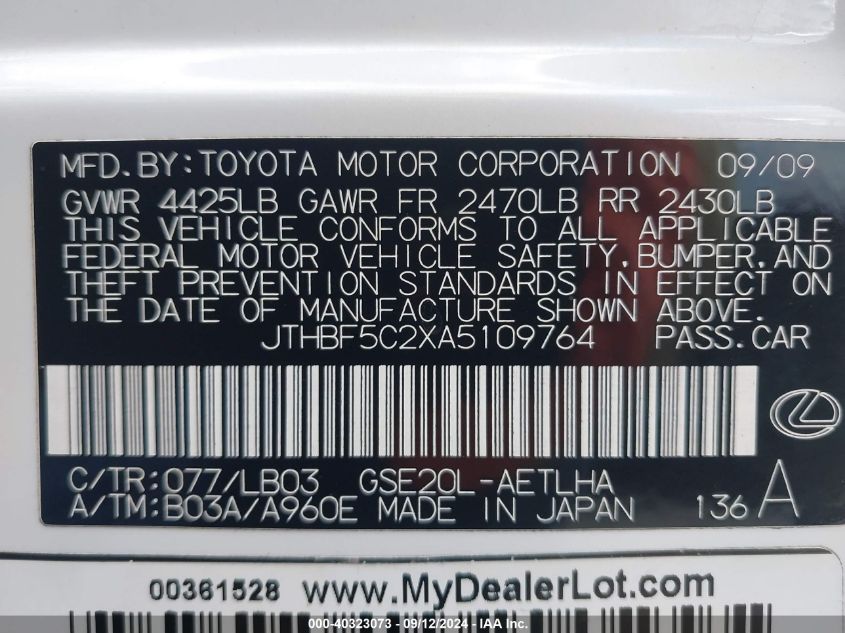 MFD.BY:TOYOTA MOTOR CORPORATION 09/09
GVWR 4425LB GAWR FR 2470LB RR 2430LB
THIS VEHICLE CONFORMS TO ALL APPLICABLE
FEDERAL MOTOR VEHICLE SAFETY,BUMPER,AND
THEFT PREVENTION STANDARDS IN EFFECT ON
THE DATE OF MANUFACTURE SHOWN ABOVE.
JTHBF5C2XA5109764 PASS.CAR
C/TR:077/LB03 GSE20L-AETLHA
A/TM:B03A/A960E MADE IN JAPAN 136 A
00361528 www.MyDealerLot.com
000-40323073 - 09/12/2024 - IAA Inc.